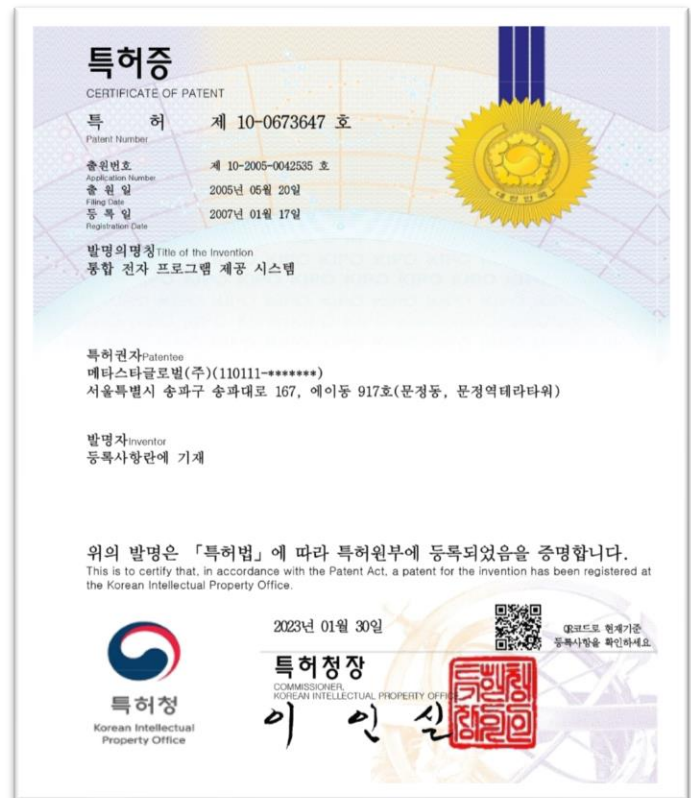 특허증
CERTIFICATE OF PATENT
특 허 제 10-0673647 호
Patent Number
출원번호 제 10-2005-0042535 호
Application Number
출 원 일 2005년 05월 20일
Filing Date
등 록 일 2007년 01월 17일
Registration Date
발명의명칭Title of the Invention
통합 전자 프로그램 제공 시스템
대한민국
특허권자Patentee
메타스타글로벌(주)(110111-*******)
서울특별시 송파구 송파대로 167, 에이동 917호(문정동, 문정역테라타워)
발명자Inventor
등록사항란에 기재
위의 발명은 「특허법」에 따라 특허원부에 등록되었음을 증명합니다.
This is to certify that, in accordance with the Patent Act, a patent for the invention has been registered at
the Korean Intellectual Property Office.
2023년 01월 30일
QR코드로 현재기준
등록사항을 확인하세요
특허청장
COMMISSIONER,
KOREAN INTELLECTUAL PROPERTY OFFICE
이 인 실
특허청
Korean Intellectual
Property Office